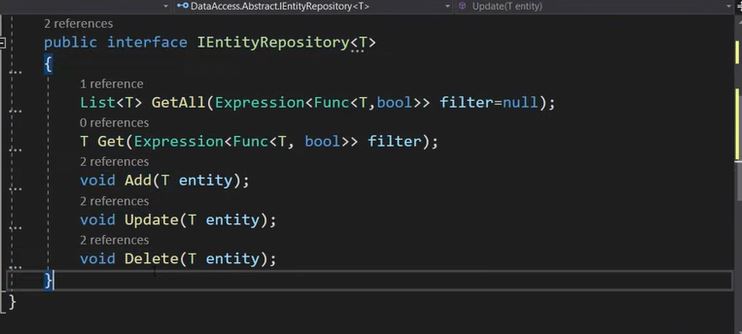 DataAccess.Abstract.IEntityRepository<T>
Update(T entity)
2 references
public interface IEntityRepository<T>
{
1 reference
List<T> GetAll(Expression<Func<T,bool>> filter=null);
0 references
T Get(Expression<Func<T, bool>> filter);
2 references
void Add(T entity);
2 references
void Update(T entity);
2 references
void Delete(T entity);
}
}